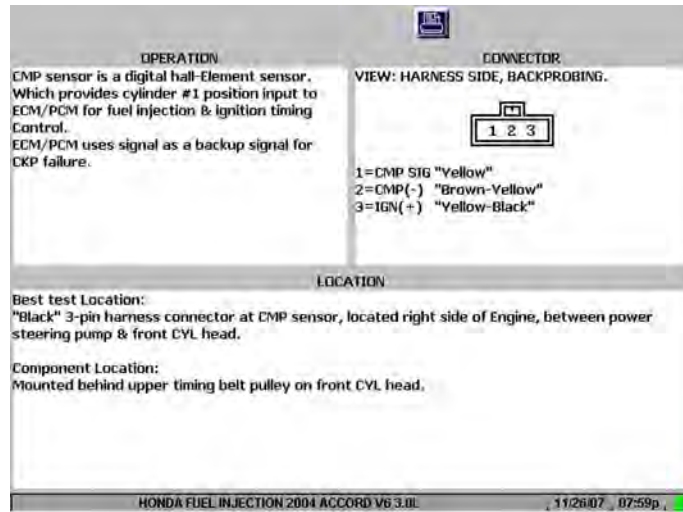 OPERATION
CMP sensor is a digital hall-Element sensor.
Which provides cylinder #1 position input to
ECM/PCM for fuel injection & ignition timing
Control.
ECM/PCM uses signal as a backup signal for
CKP failure.
CONNECTOR
VIEW: HARNESS SIDE, BACKPROBING.
1 2 3
1=CMP SIG "Yellow"
2=CMP(-) "Brown-Yellow"
3=IGN(+) "Yellow-Black"
LOCATION
Best test Location:
"Black" 3-pin harness connector at CMP sensor, located right side of Engine, between power
steering pump & front CYL head.
Component Location:
Mounted behind upper timing belt pulley on front CYL head.
HONDA FUEL INJECTION 2004 ACCORD V6 3.0L 11/26/07 07:59p